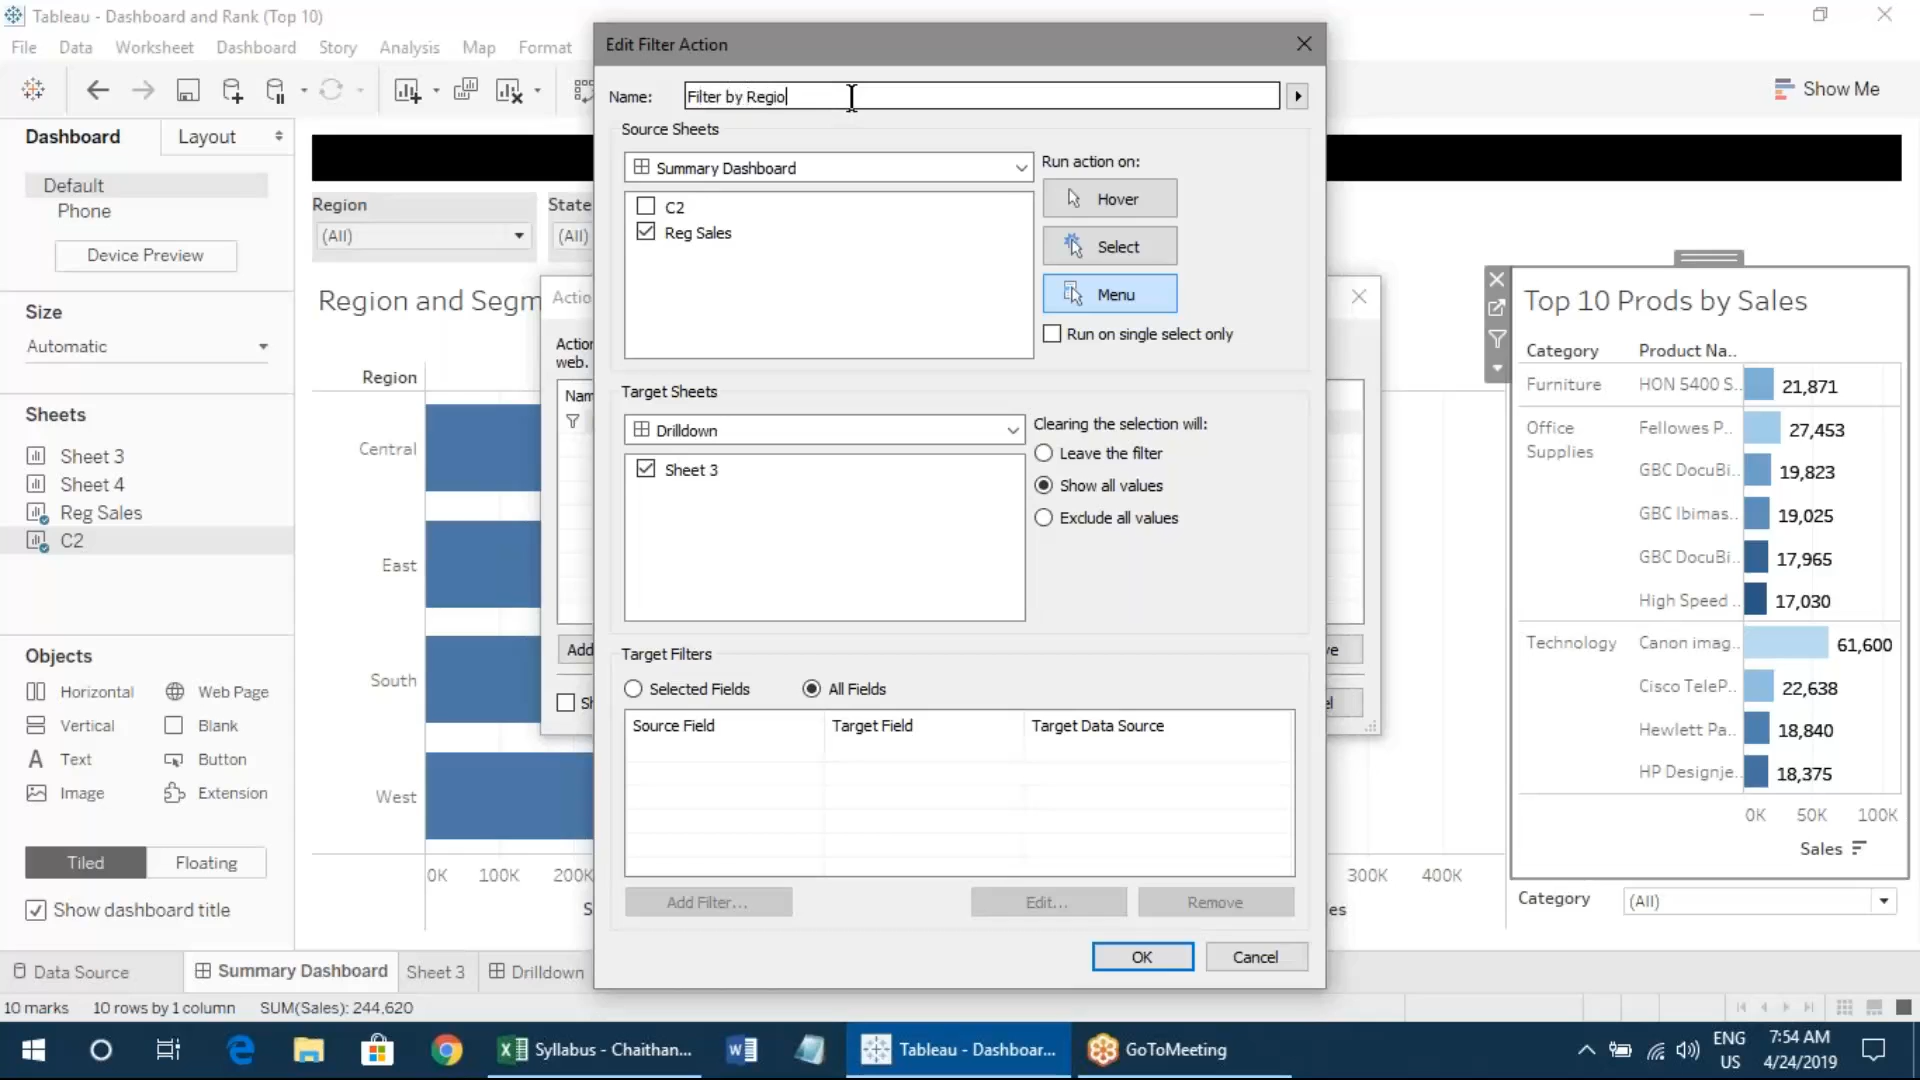 Tableau - Dashboard and Rank (Top 10)
File Data Worksheet Dashboard Story Analysis Map Format
Show Me
Dashboard
Layout
Default
Phone
Device Preview
Size
Automatic
Sheets
Sheet 3
Sheet 4
Reg Sales
C2
Objects
Horizontal
Web Page
Vertical
Blank
Text
Button
Image
Extension
Tiled
Floating
Show dashboard title
Region
(All)
State
(All)
Region and Segm
Region
Central
East
South
West
0K 100K 200K
300K 400K
Edit Filter Action
Name: Filter by Regio
Source Sheets
Summary Dashboard
C2
Reg Sales
Run action on:
Hover
Select
Menu
Run on single select only
Target Sheets
Drilldown
Sheet 3
Clearing the selection will:
Leave the filter
Show all values
Exclude all values
Target Filters
Selected Fields
All Fields
Source Field
Target Field
Target Data Source
Add Filter...
Edit...
Remove
OK
Cancel
Actio
Action
web.
Nam
Add
Sh
Top 10 Prods by Sales
Category Product Na..
Furniture HON 5400 S.. 21,871
Office Supplies Fellowes P.. 27,453
GBC DocuBi.. 19,823
GBC Ibimas.. 19,025
GBC DocuBi.. 17,965
High Speed .. 17,030
Technology Canon imag.. 61,600
Cisco TeleP.. 22,638
Hewlett Pa.. 18,840
HP Designje.. 18,375
0K 50K 100K
Sales
Category (All)
Data Source
Summary Dashboard
Sheet 3
Drilldown
10 marks 10 rows by 1 column SUM(Sales): 244,620
Syllabus - Chaithan...
Tableau - Dashboar...
GoToMeeting
ENG
US
7:54 AM
4/24/2019